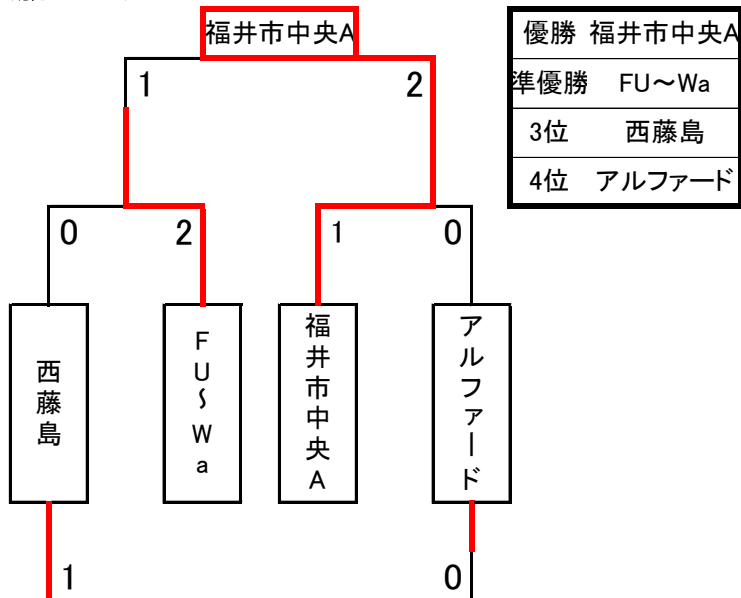 福井市中央A
優勝 福井市中央A
準優勝 FU～Wa
3位 西藤島
4位 アルファード
1
2
0
2
1
0
西藤島
FU～Wa
福井市中央A
アルファード
1
0